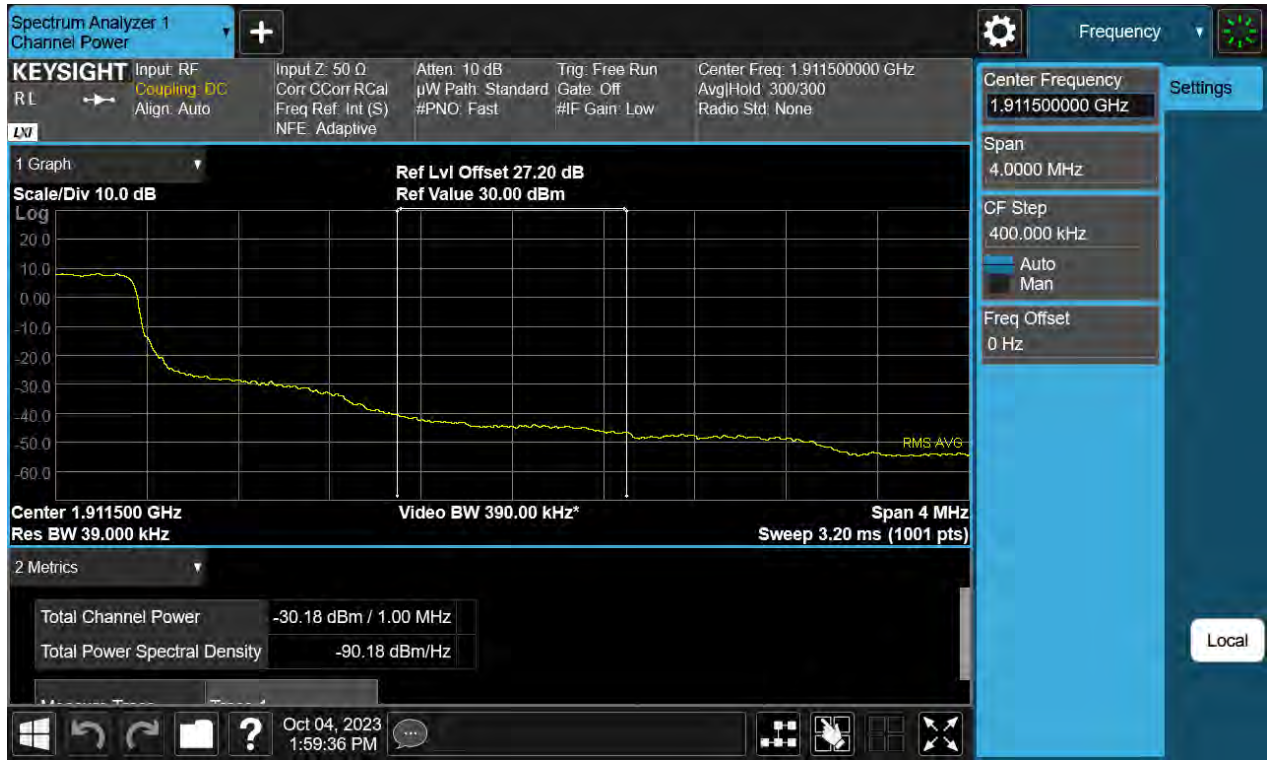 Spectrum Analyzer 1
Channel Power
Frequency
KEYSIGHT
RL
LXI
Input: RF
Coupling: DC
Align: Auto
Input Z: 50 Ω
Corr CCorr RCal
Freq Ref: Int (S)
NFE: Adaptive
Atten: 10 dB
µW Path: Standard
#PNO: Fast
Trig: Free Run
Gate: Off
#IF Gain: Low
Center Freq: 1.911500000 GHz
Avg|Hold: 300/300
Radio Std: None
Center Frequency
1.911500000 GHz
Settings
Span
4.0000 MHz
CF Step
400.000 kHz
Auto
Man
Freq Offset
0 Hz
Local
1 Graph
Ref Lvl Offset 27.20 dB
Scale/Div 10.0 dB
Ref Value 30.00 dBm
Log
20.0
10.0
0.00
-10.0
-20.0
-30.0
-40.0
-50.0
-60.0
RMS AVG
Center 1.911500 GHz
Video BW 390.00 kHz*
Span 4 MHz
Res BW 39.000 kHz
Sweep 3.20 ms (1001 pts)
2 Metrics
Total Channel Power -30.18 dBm / 1.00 MHz
Total Power Spectral Density -90.18 dBm/Hz
Oct 04, 2023
1:59:36 PM